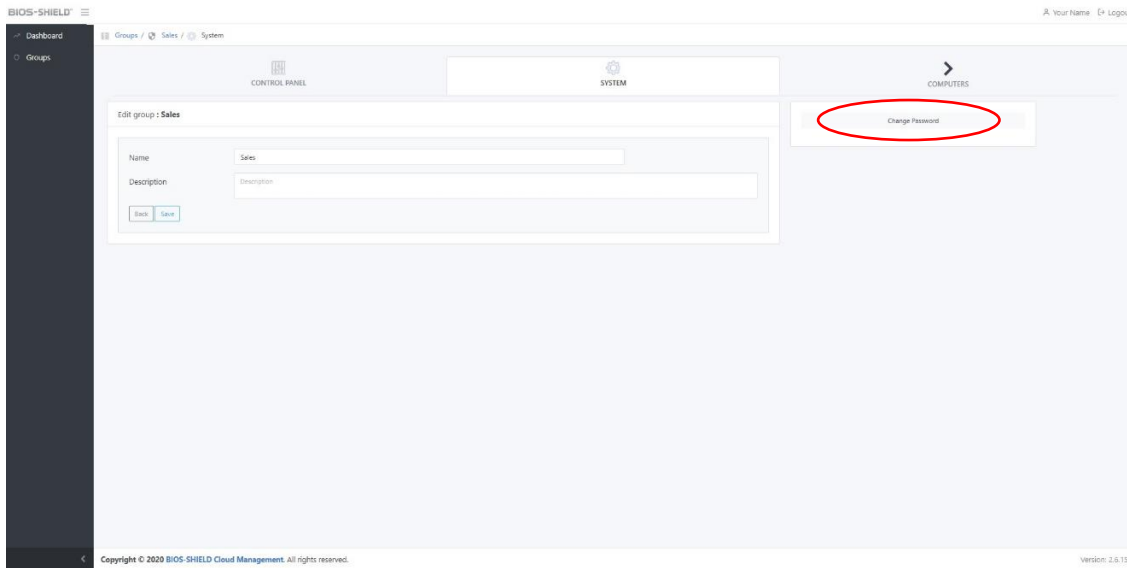 BIOS-SHIELD
Your Name Logou
Dashboard
Groups
Groups / Sales / System
CONTROL PANEL
SYSTEM
COMPUTERS
Edit group : Sales
Change Password
Name
Sales
Description
Description
Back
Save
Copyright © 2020 BIOS-SHIELD Cloud Management. All rights reserved.
Version: 2.6.15